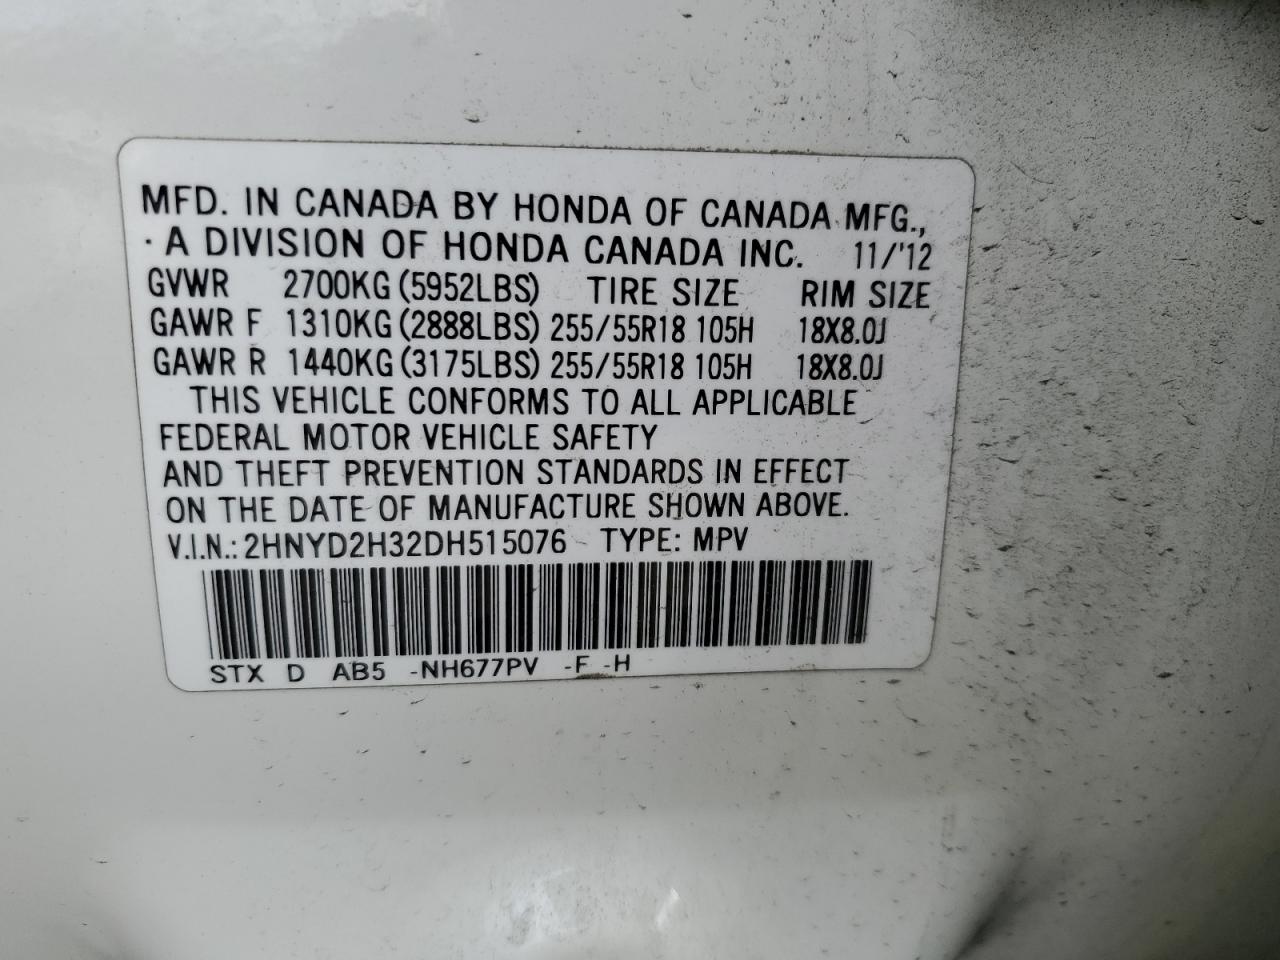 MFD. IN CANADA BY HONDA OF CANADA MFG.,
A DIVISION OF HONDA CANADA INC. 11/'12
GVWR 2700KG (5952LBS) TIRE SIZE RIM SIZE
GAWR F 1310KG (2888LBS) 255/55R18 105H 18X8.0J
GAWR R 1440KG (3175LBS) 255/55R18 105H 18X8.0J
THIS VEHICLE CONFORMS TO ALL APPLICABLE
FEDERAL MOTOR VEHICLE SAFETY
AND THEFT PREVENTION STANDARDS IN EFFECT
ON THE DATE OF MANUFACTURE SHOWN ABOVE.
V.I.N.: 2HNYD2H32DH515076 TYPE: MPV
STX D AB5 -NH677PV -F -H